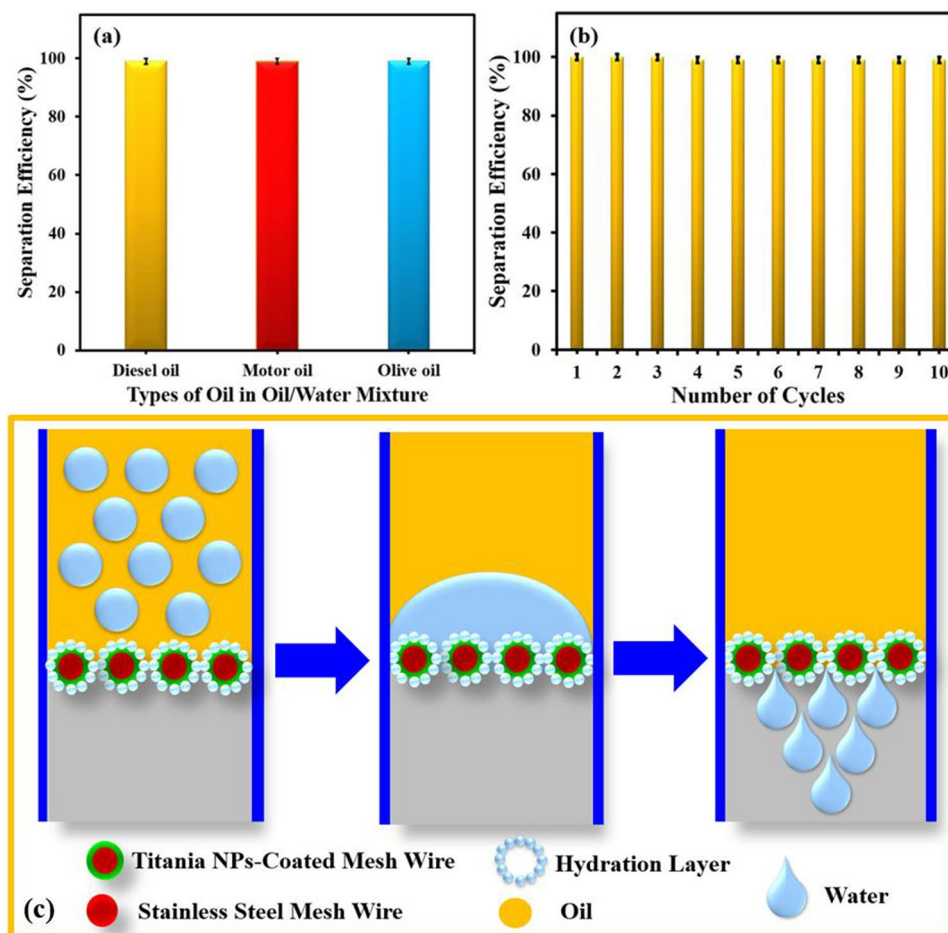 (a)
Separation Efficiency (%)
100
80
60
40
20
0
Diesel oil Motor oil Olive oil
Types of Oil in Oil/Water Mixture
(b)
Separation Efficiency (%)
100
80
60
40
20
0
1 2 3 4 5 6 7 8 9 10
Number of Cycles
Titania NPs-Coated Mesh Wire
Hydration Layer
Water
Stainless Steel Mesh Wire
Oil
(c)